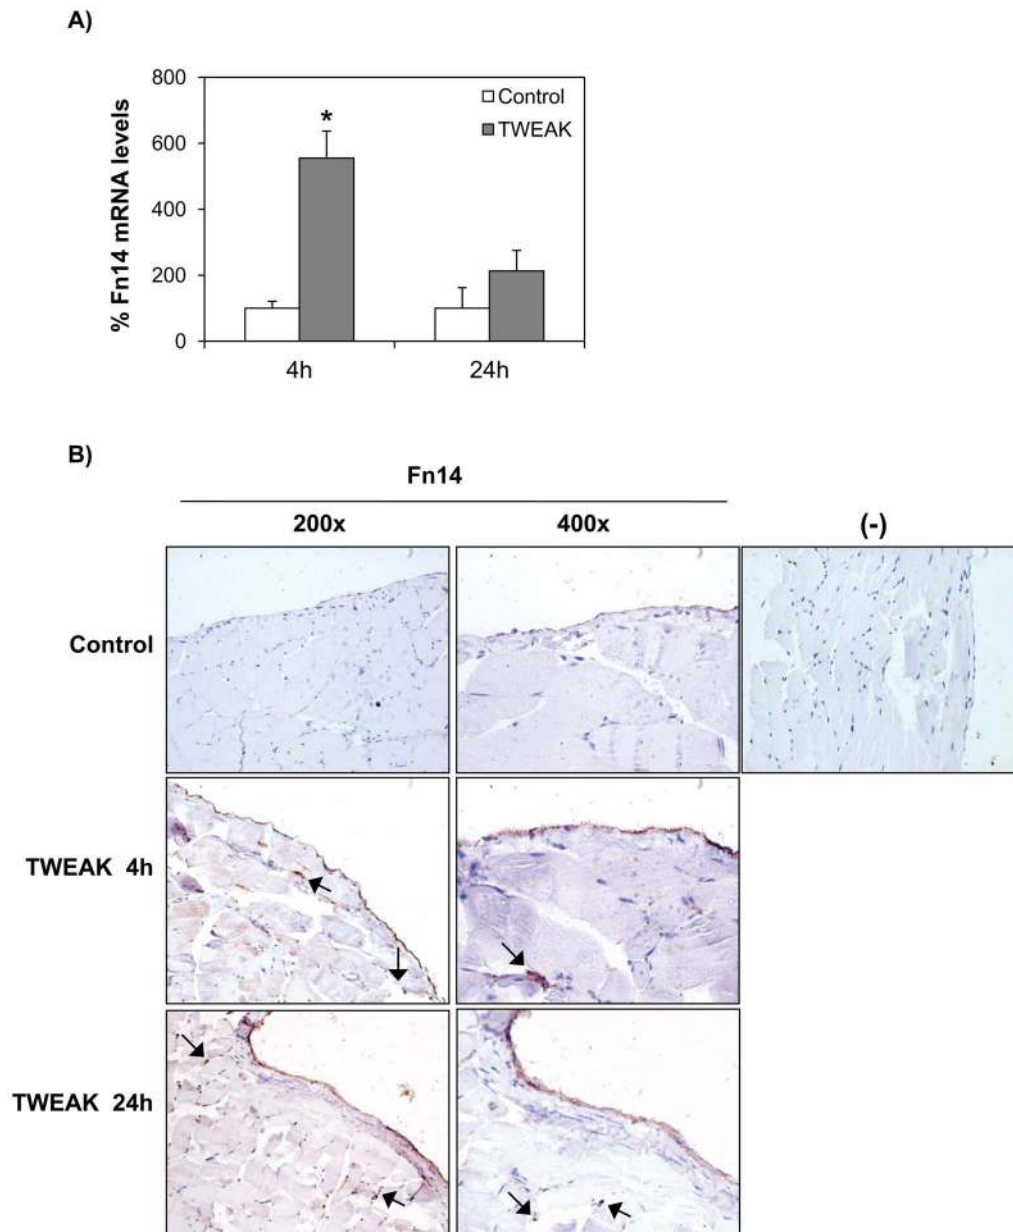 A)
% Fn14 mRNA levels
800
600
400
200
0
*
Control
TWEAK
4h
24h
B)
Fn14
200x
400x
(-)
Control
TWEAK 4h
TWEAK 24h